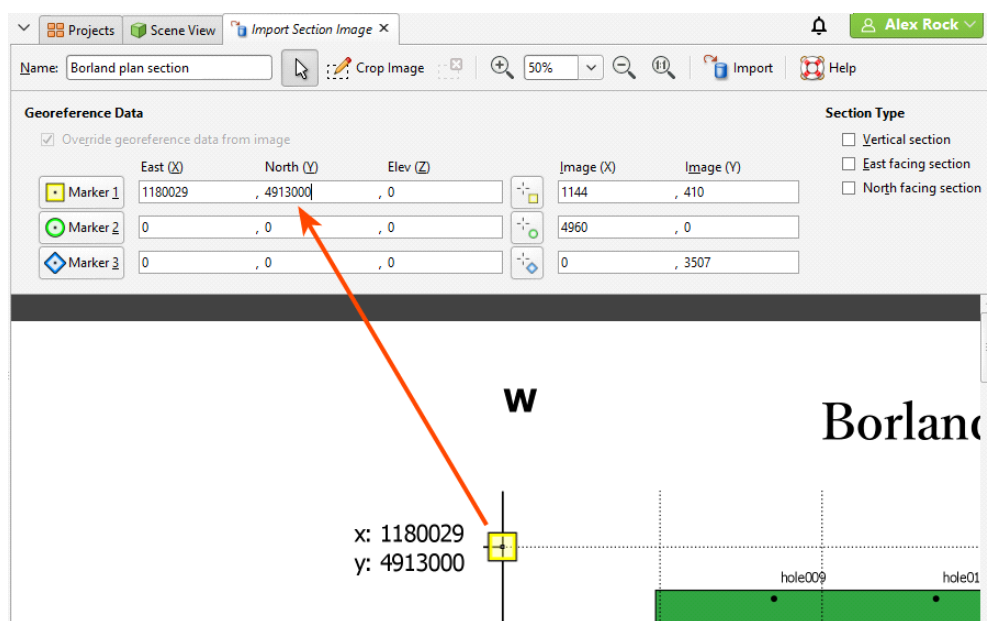 Projects Scene View Import Section Image × Alex Rock
Name: Borland plan section Crop Image 50% 1:1 Import Help
Georeference Data Section Type
Override georeference data from image Vertical section
East (X) North (Y) Elev (Z) Image (X) Image (Y) East facing section
Marker 1 1180029 , 4913000 , 0 1144 , 410 North facing section
Marker 2 0 , 0 , 0 4960 , 0
Marker 3 0 , 0 , 0 0 , 3507
W
Borland
x: 1180029
y: 4913000
hole009 hole01